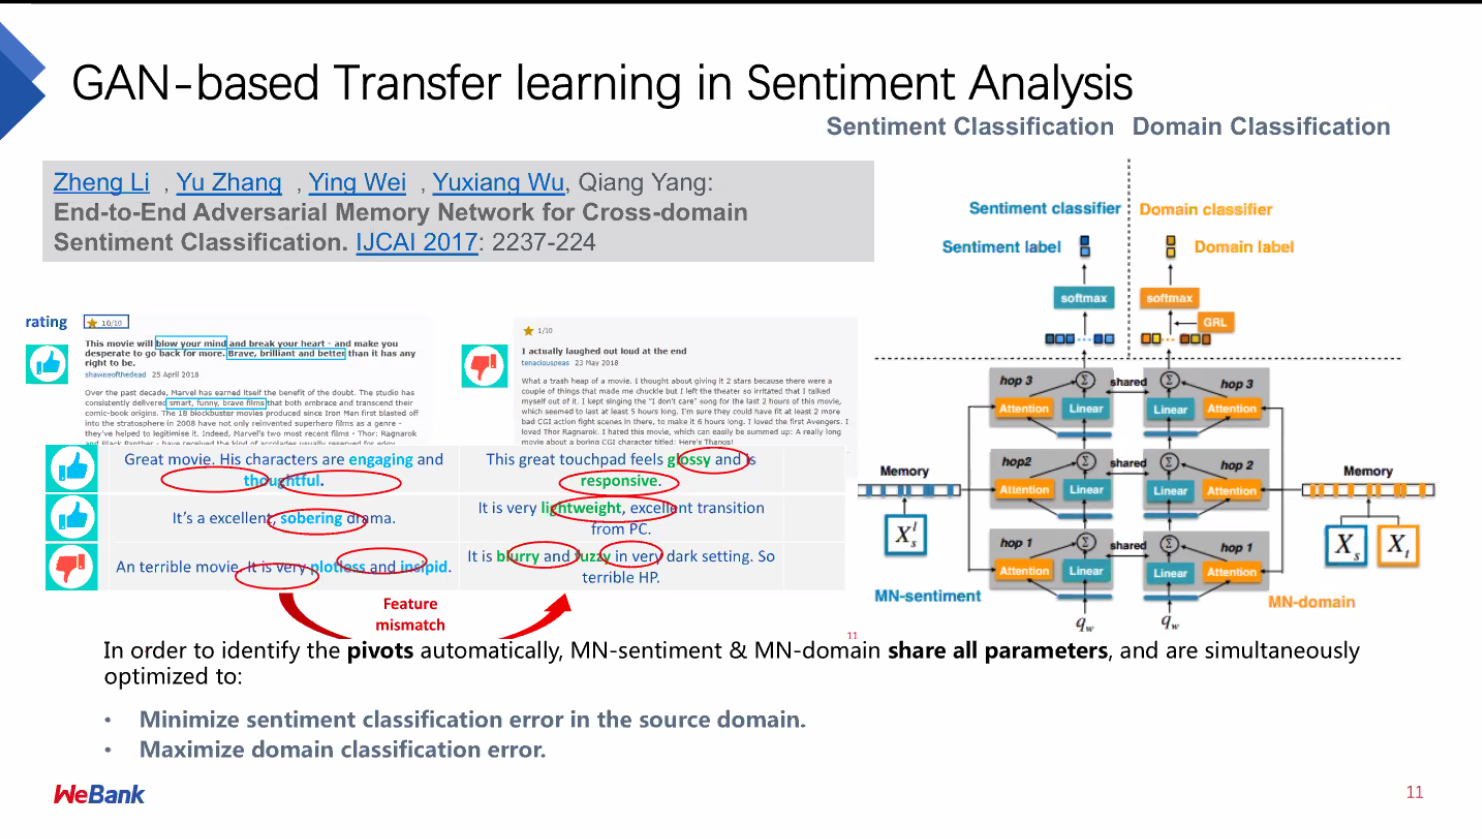 GAN-based Transfer learning in Sentiment Analysis
Sentiment Classification Domain Classification
Zheng Li , Yu Zhang , Ying Wei , Yuxiang Wu, Qiang Yang:
End-to-End Adversarial Memory Network for Cross-domain
Sentiment Classification. IJCAI 2017: 2237-224
rating
10/10
This movie will blow your mind and break your heart - and make you
desperate to go back for more. Brave, brilliant and better than it has any
right to be.
shawneofthedead 25 April 2018
Over the past decade, Marvel has earned itself the benefit of the doubt. The studio has
consistently delivered smart, funny, brave films that both embrace and transcend their
comic-book origins. The 18 blockbuster movies produced since Iron Man first blasted off
into the stratosphere in 2008 have not only reinvented superhero films as a genre -
they've helped to legitimise it. Indeed, Marvel's two most recent films - Thor: Ragnarok
and Black Panther - have received the kind of accolades usually reserved for
1/10
I actually laughed out loud at the end
tenaciouspeas 23 May 2018
What a trash heap of a movie. I thought about giving it 2 stars because there were a
couple of things that made me chuckle but I left the theater so irritated that I talked
myself out of it. I kept singing the "I don't care" song for the last 2 hours of this movie,
which seemed to last at least 5 hours long. I'm sure they could have fit at least 2 more
bad CGI action fight scenes in there, to make it 6 hours long. I loved the first Avengers. I
loved Thor Ragnarok. I hated this movie, which can easily be summed up: A really long
movie about a boring CGI character titled: Here's Thanos!
Great movie. His characters are engaging and
thoughtful.
This great touchpad feels glossy and is
responsive.
It's a excellent, sobering drama.
It is very lightweight, excellent transition
from PC.
An terrible movie. It is very plotless and insipid.
It is blurry and fuzzy in very dark setting. So
terrible HP.
Feature
mismatch
Sentiment classifier Domain classifier
Sentiment label Domain label
softmax softmax
GRL
hop 3 Σ shared Σ hop 3
Attention Linear Linear Attention
hop2 Σ shared Σ hop 2
Memory Memory
Attention Linear Linear Attention
hop 1 Σ shared Σ hop 1
Attention Linear Linear Attention
X_s^l X_s X_t
MN-sentiment MN-domain
q_w q_w
11
In order to identify the pivots automatically, MN-sentiment & MN-domain share all parameters, and are simultaneously
optimized to:
• Minimize sentiment classification error in the source domain.
• Maximize domain classification error.
WeBank
11